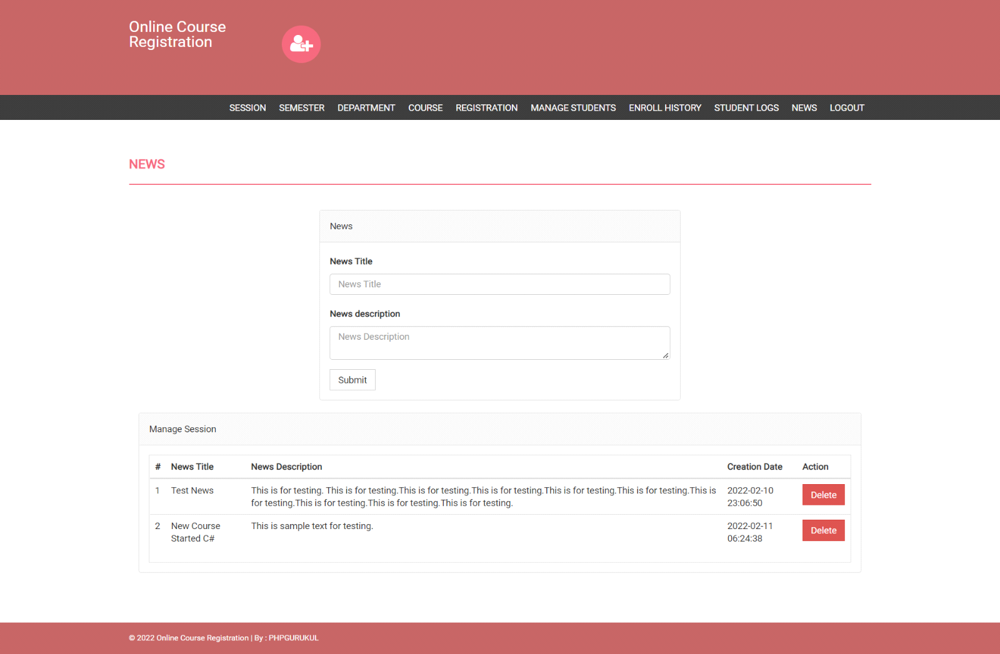 Online Course
Registration
SESSION SEMESTER DEPARTMENT COURSE REGISTRATION MANAGE STUDENTS ENROLL HISTORY STUDENT LOGS NEWS LOGOUT
NEWS
News
News Title
News Title
News description
News Description
Submit
Manage Session
# News Title News Description Creation Date Action
1 Test News This is for testing. This is for testing.This is for testing.This is for testing.This is for testing.This is for testing.This is 2022-02-10 Delete
for testing.This is for testing.This is for testing.This is for testing. 23:06:50
2 New Course This is sample text for testing. 2022-02-11 Delete
Started C# 06:24:38
© 2022 Online Course Registration | By : PHPGURUKUL